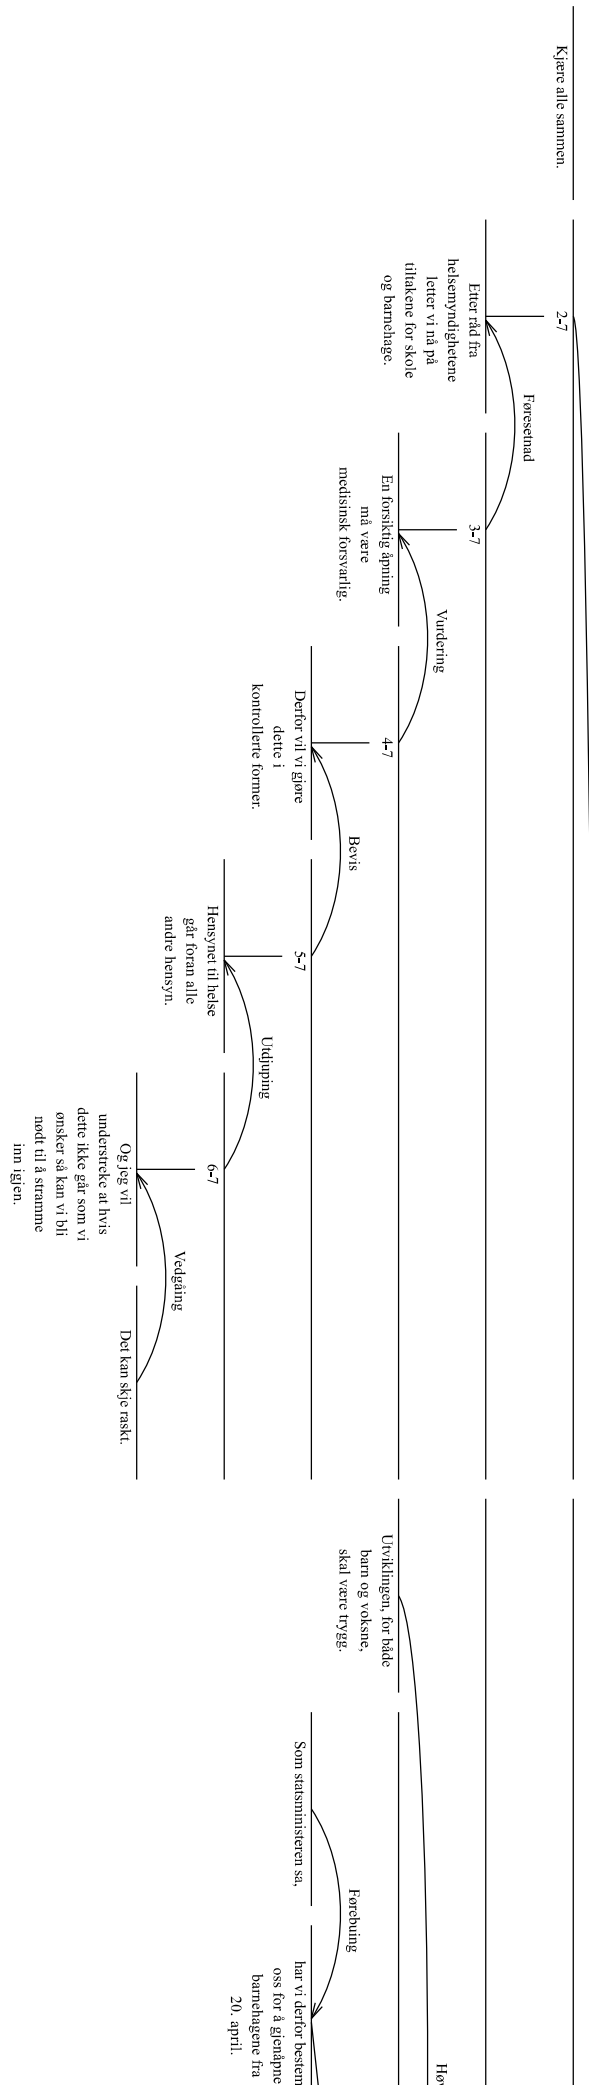 Kjære alle sammen.
2-7
Etter råd fra
helsemyndighetene
letter vi nå på
tiltakene for skole
og barnehage.
Føresetnad
3-7
En forsiktig åpning
må være
medisinsk forsvarlig.
Vurdering
4-7
Derfor vil vi gjøre
dette i
kontrollerte former.
Bevis
5-7
Hensynet til helse
går foran alle
andre hensyn.
Utdjuping
6-7
Og jeg vil
understreke at hvis
dette ikke går som vi
ønsker så kan vi bli
nødt til å stramme
inn igjen.
Vedgåing
Det kan skje raskt.
Utviklingen, for både
barn og voksne,
skal være trygg.
Som statsministeren sa,
Førebuing
har vi derfor bestem
oss for å gjenåpne
barnehagene fra
20. april.
Høv